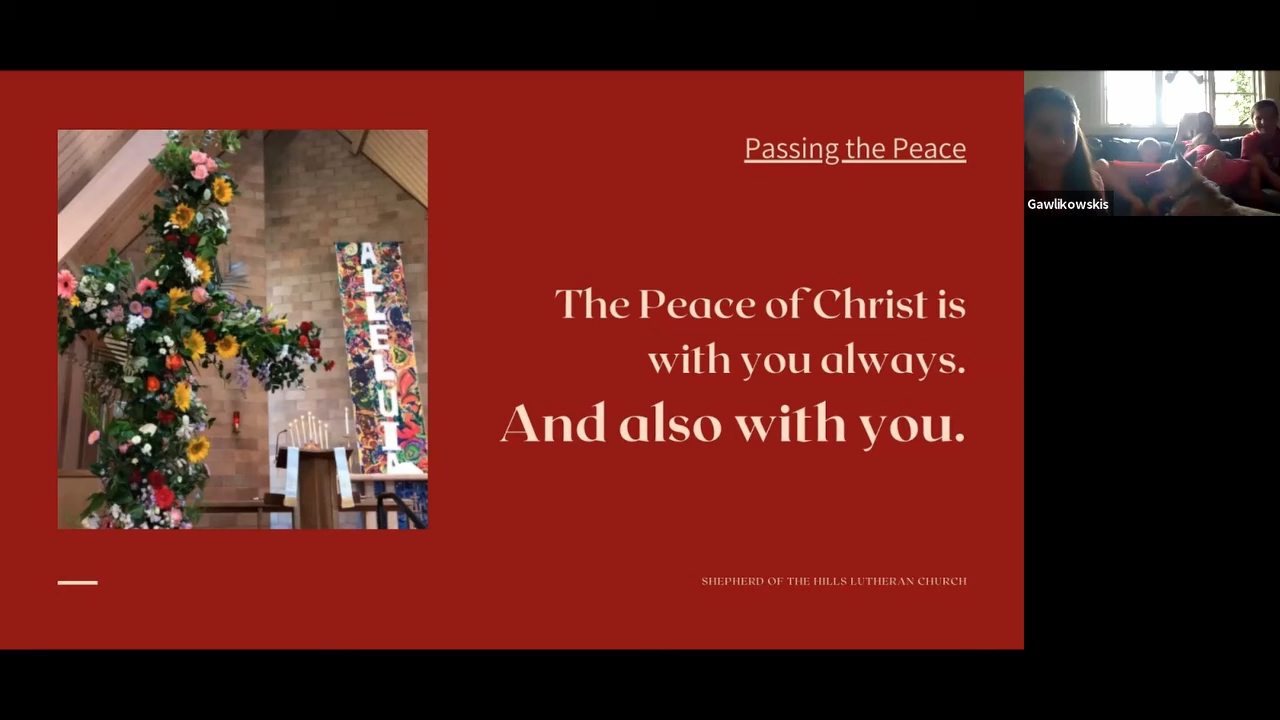 Passing the Peace
The Peace of Christ is
with you always.
And also with you.
SHEPHERD OF THE HILLS LUTHERAN CHURCH
ALLELUIA
Gawlikowskis